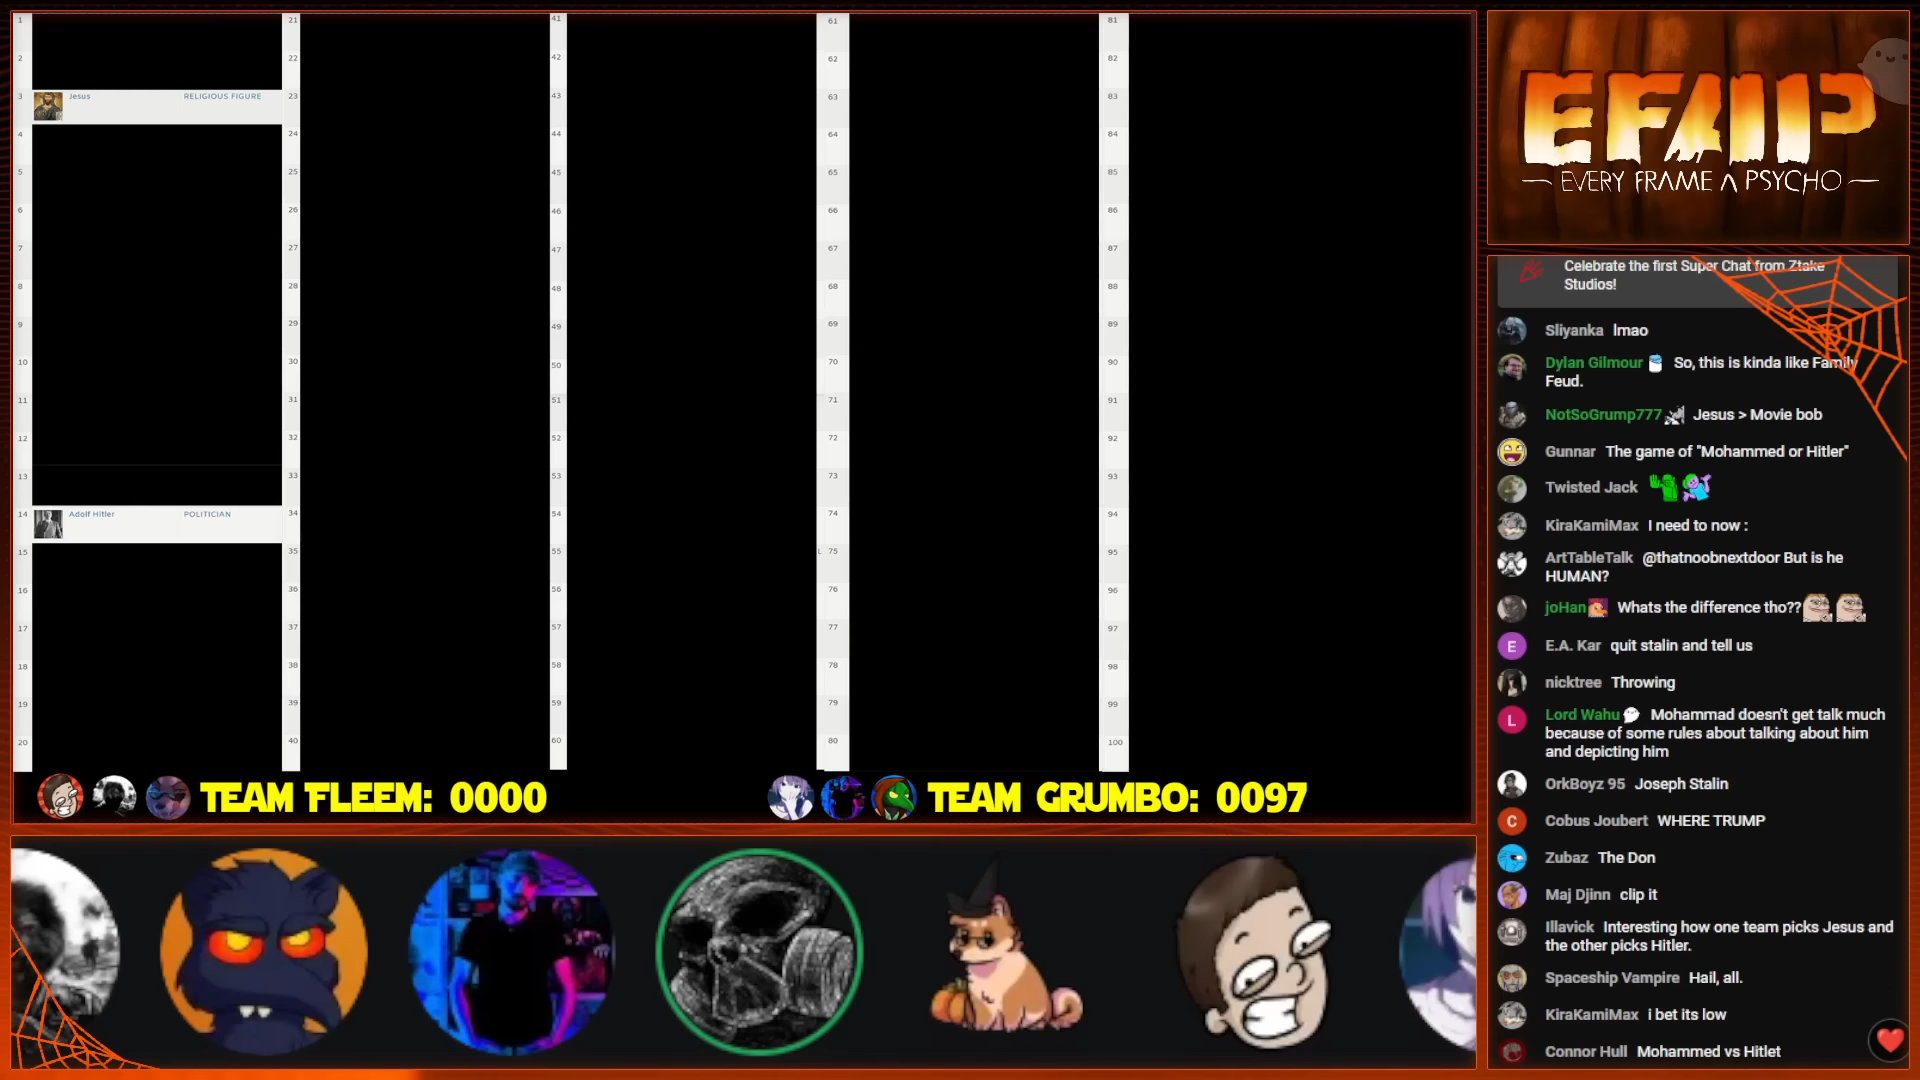 1
2
3 Jesus RELIGIOUS FIGURE
4
5
6
7
8
9
10
11
12
13
14 Adolf Hitler POLITICIAN
15
16
17
18
19
20
21
22
23
24
25
26
27
28
29
30
31
32
33
34
35
36
37
38
39
40
41
42
43
44
45
46
47
48
49
50
51
52
53
54
55
56
57
58
59
60
61
62
63
64
65
66
67
68
69
70
71
72
73
74
L 75
76
77
78
79
80
81
82
83
84
85
86
87
88
89
90
91
92
93
94
95
96
97
98
99
100
TEAM FLEEM: 0000
TEAM GRUMBO: 0097
EFAP
EVERY FRAME A PSYCHO
Celebrate the first Super Chat from Ztake
Studios!
Sliyanka lmao
Dylan Gilmour So, this is kinda like Family
Feud.
NotSoGrump777 Jesus > Movie bob
Gunnar The game of "Mohammed or Hitler"
Twisted Jack
KiraKamiMax I need to now :
ArtTableTalk @thatnoobnextdoor But is he
HUMAN?
joHan Whats the difference tho??
E E.A. Kar quit stalin and tell us
nicktree Throwing
L Lord Wahu Mohammad doesn't get talk much
because of some rules about talking about him
and depicting him
OrkBoyz 95 Joseph Stalin
C Cobus Joubert WHERE TRUMP
Zubaz The Don
Maj Djinn clip it
Illavick Interesting how one team picks Jesus and
the other picks Hitler.
Spaceship Vampire Hail, all.
KiraKamiMax i bet its low
Connor Hull Mohammed vs Hitlet